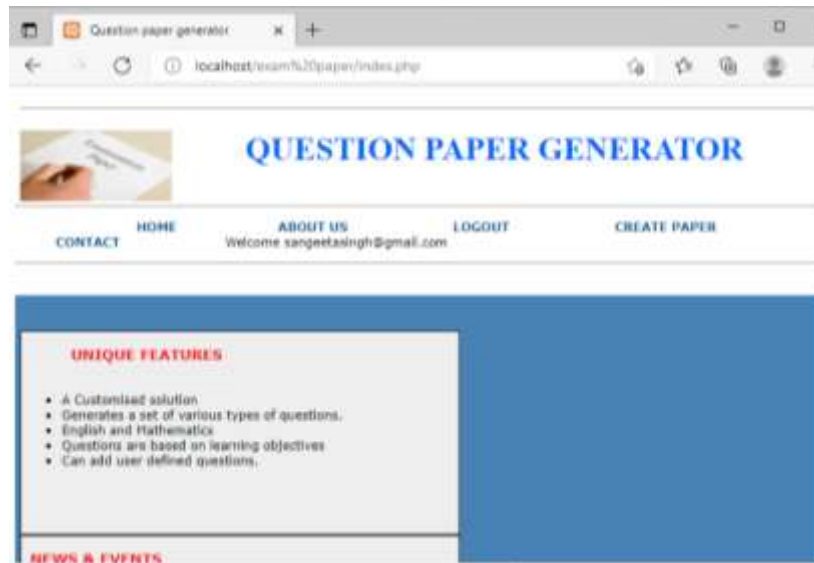 Question paper generator
localhost/exam%20paper/index.php
QUESTION PAPER GENERATOR
HOME ABOUT US LOGOUT CREATE PAPER
CONTACT Welcome sangeetasingh@gmail.com
UNIQUE FEATURES
• A Customised solution
• Generates a set of various types of questions.
• English and Mathematics
• Questions are based on learning objectives
• Can add user defined questions.
NEWS & EVENTS